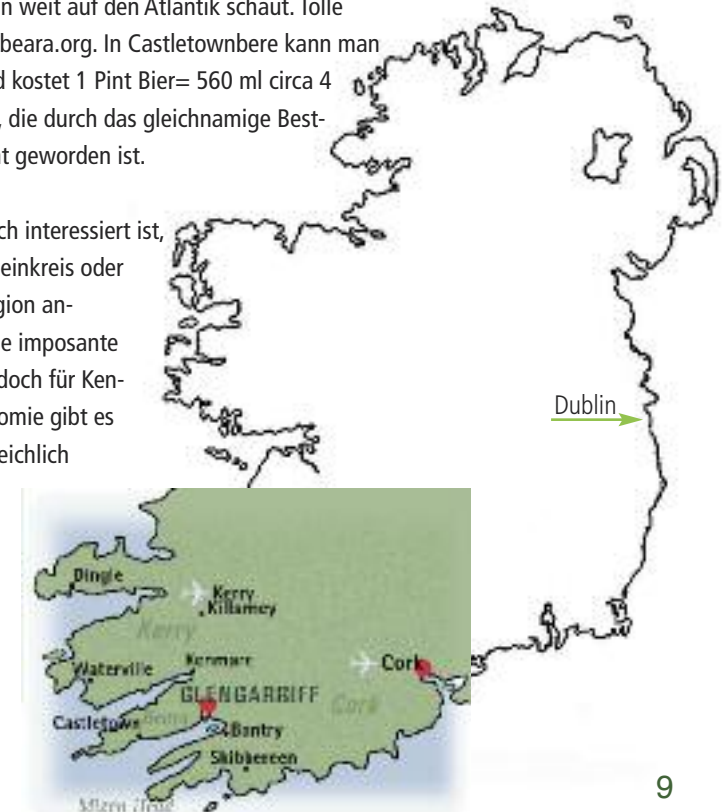 n weit auf den Atlantik schaut. Tolle
beara.org. In Castletownbere kann man
d kostet 1 Pint Bier= 560 ml circa 4
, die durch das gleichnamige Best-
t geworden ist.
ch interessiert ist,
einkreis oder
gion an-
e imposante
doch für Ken-
omie gibt es
eichlich
Dublin
Dingle
Kerry
Killarney
Kerry
Waterville
Kenmare
Cork
GLENGARRIFF
Cork
Castletown
Beara
Bantry
Skibbereen
9